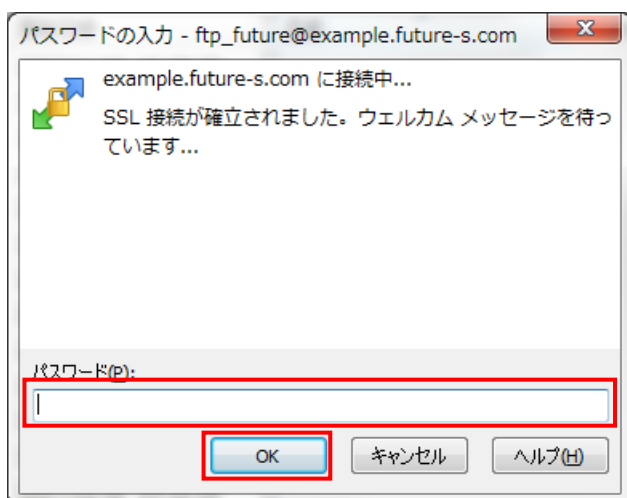 パスワードの入力 - ftp_future@example.future-s.com
example.future-s.com に接続中...
SSL 接続が確立されました。ウェルカム メッセージを待っ
ています...
パスワード(P):
OK キャンセル ヘルプ(H)